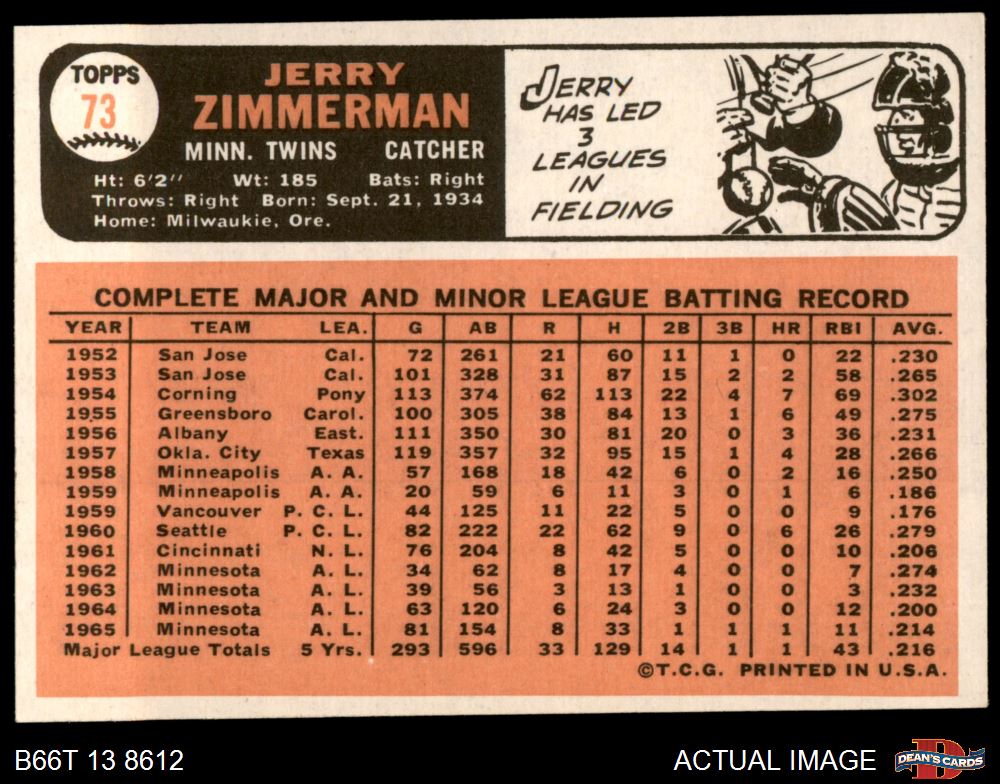 TOPPS
73
JERRY
ZIMMERMAN
MINN. TWINS CATCHER
Ht: 6'2" Wt: 185 Bats: Right
Throws: Right Born: Sept. 21, 1934
Home: Milwaukie, Ore.
JERRY
HAS LED
3
LEAGUES
IN
FIELDING
COMPLETE MAJOR AND MINOR LEAGUE BATTING RECORD
YEAR TEAM LEA. G AB R H 2B 3B HR RBI AVG.
1952 San Jose Cal. 72 261 21 60 11 1 0 22 .230
1953 San Jose Cal. 101 328 31 87 15 2 2 58 .265
1954 Corning Pony 113 374 62 113 22 4 7 69 .302
1955 Greensboro Carol. 100 305 38 84 13 1 6 49 .275
1956 Albany East. 111 350 30 81 20 0 3 36 .231
1957 Okla. City Texas 119 357 32 95 15 1 4 28 .266
1958 Minneapolis A. A. 57 168 18 42 6 0 2 16 .250
1959 Minneapolis A. A. 20 59 6 11 3 0 1 6 .186
1959 Vancouver P. C. L. 44 125 11 22 5 0 0 9 .176
1960 Seattle P. C. L. 82 222 22 62 9 0 6 26 .279
1961 Cincinnati N. L. 76 204 8 42 5 0 0 10 .206
1962 Minnesota A. L. 34 62 8 17 4 0 0 7 .274
1963 Minnesota A. L. 39 56 3 13 1 0 0 3 .232
1964 Minnesota A. L. 63 120 6 24 3 0 0 12 .200
1965 Minnesota A. L. 81 154 8 33 1 1 1 11 .214
Major League Totals 5 Yrs. 293 596 33 129 14 1 1 43 .216
©T.C.G. PRINTED IN U.S.A.
B66T 13 8612 ACTUAL IMAGE
D
DEAN'S CARDS